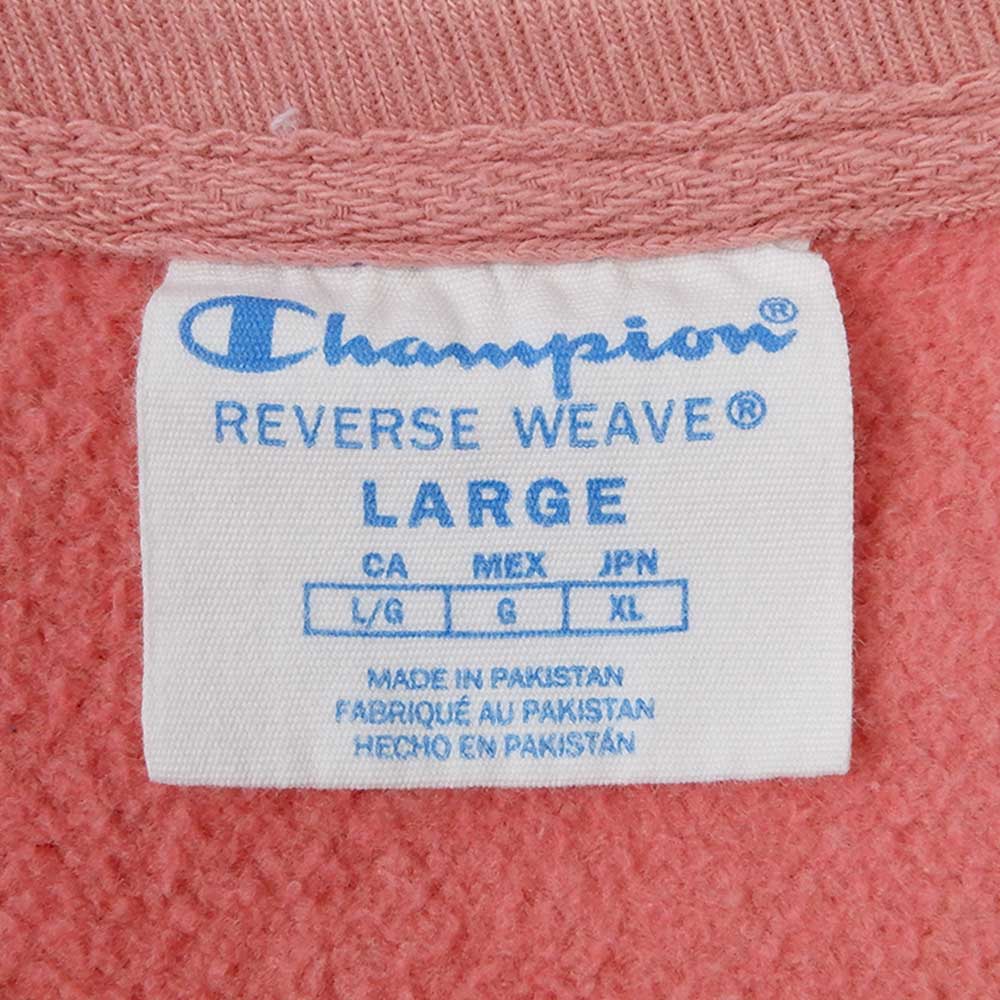 Champion®
REVERSE WEAVE®
LARGE
CA MEX JPN
L/G G XL
MADE IN PAKISTAN
FABRIQUÉ AU PAKISTAN
HECHO EN PAKISTÁN